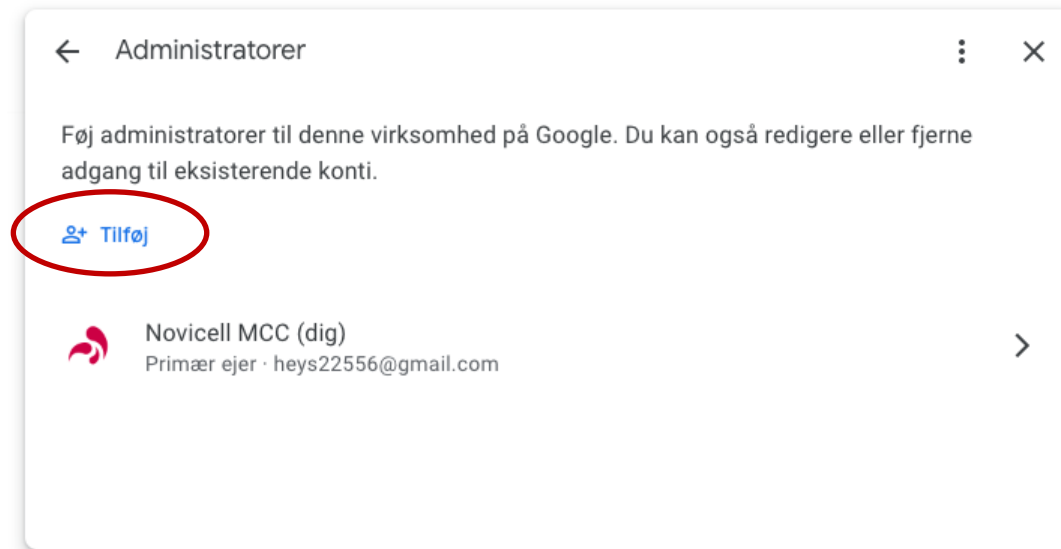 Administratorer
Føj administratorer til denne virksomhed på Google. Du kan også redigere eller fjerne
adgang til eksisterende konti.
Tilføj
Novicell MCC (dig)
Primær ejer · heys22556@gmail.com